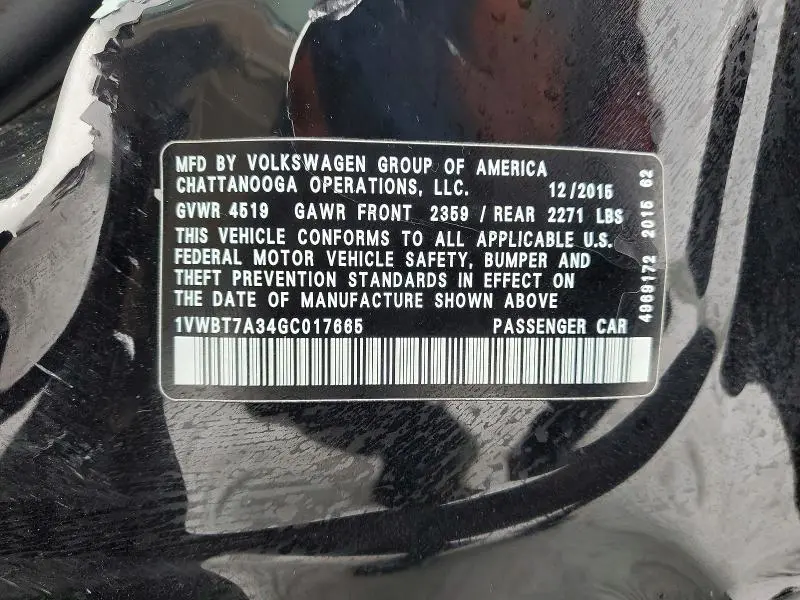 MFD BY VOLKSWAGEN GROUP OF AMERICA
CHATTANOOGA OPERATIONS, LLC. 12/2015
GVWR 4519 GAWR FRONT 2359 / REAR 2271 LBS
THIS VEHICLE CONFORMS TO ALL APPLICABLE U.S.
FEDERAL MOTOR VEHICLE SAFETY, BUMPER AND
THEFT PREVENTION STANDARDS IN EFFECT ON
THE DATE OF MANUFACTURE SHOWN ABOVE
1VWBT7A34GC017665 PASSENGER CAR
4969172 2015 62